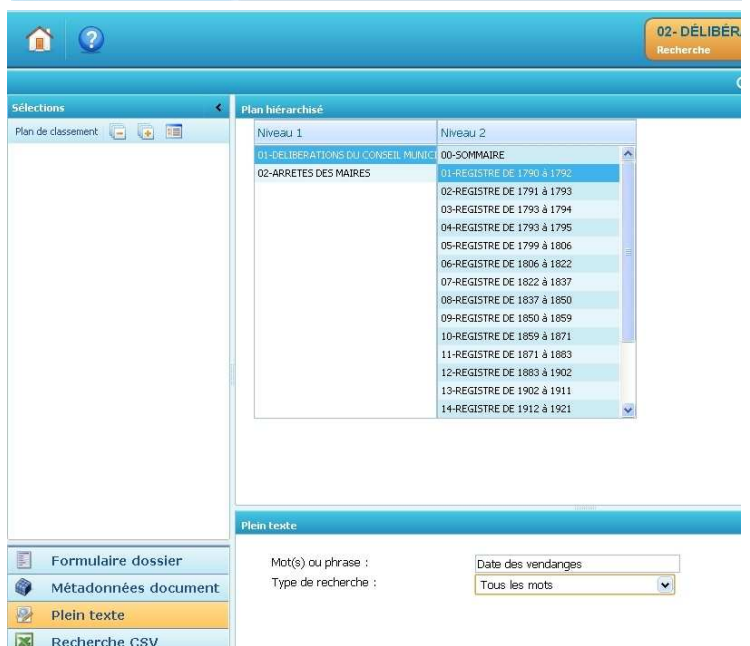 02- DÉLIBÉR
Recherche
Sélections
Plan hiérarchisé
Plan de classement
Niveau 1
Niveau 2
01-DELIBERATIONS DU CONSEIL MUNICI
00-SOMMAIRE
02-ARRETES DES MAIRES
01-REGISTRE DE 1790 à 1792
02-REGISTRE DE 1791 à 1793
03-REGISTRE DE 1793 à 1794
04-REGISTRE DE 1793 à 1795
05-REGISTRE DE 1799 à 1806
06-REGISTRE DE 1806 à 1822
07-REGISTRE DE 1822 à 1837
08-REGISTRE DE 1837 à 1850
09-REGISTRE DE 1850 à 1859
10-REGISTRE DE 1859 à 1871
11-REGISTRE DE 1871 à 1883
12-REGISTRE DE 1883 à 1902
13-REGISTRE DE 1902 à 1911
14-REGISTRE DE 1912 à 1921
Plein texte
Mot(s) ou phrase :
Date des vendanges
Type de recherche :
Tous les mots
Formulaire dossier
Métadonnées document
Plein texte
Recherche CSV